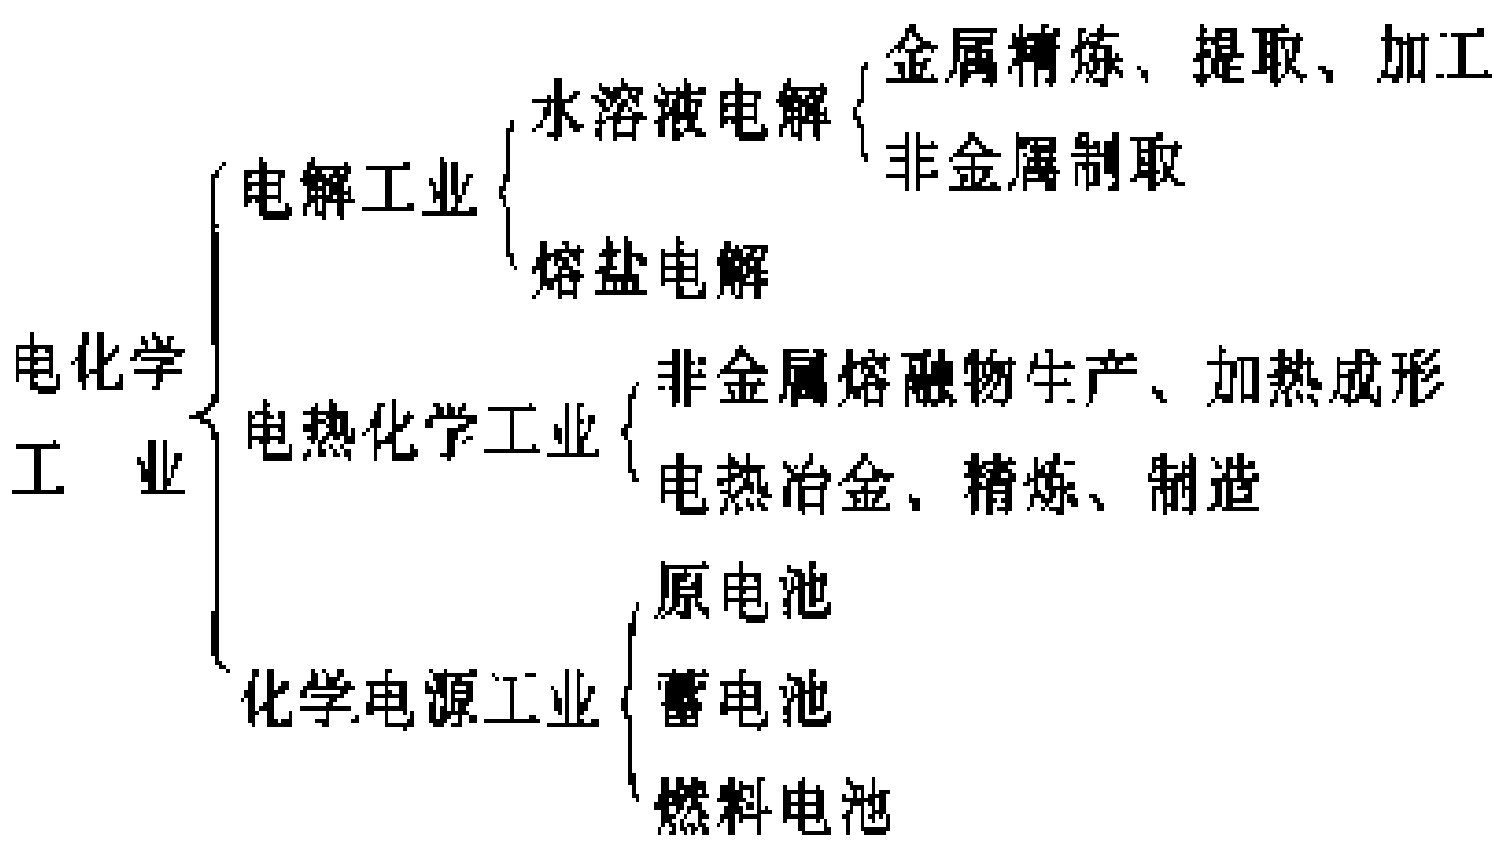 金属精炼、提取、加工
水溶液电解
非金属制取
电解工业
熔盐电解
电化学
工 业
非金属熔融物生产、加热成形
电热化学工业
电热冶金、精炼、制造
原电池
化学电源工业
蓄电池
燃料电池